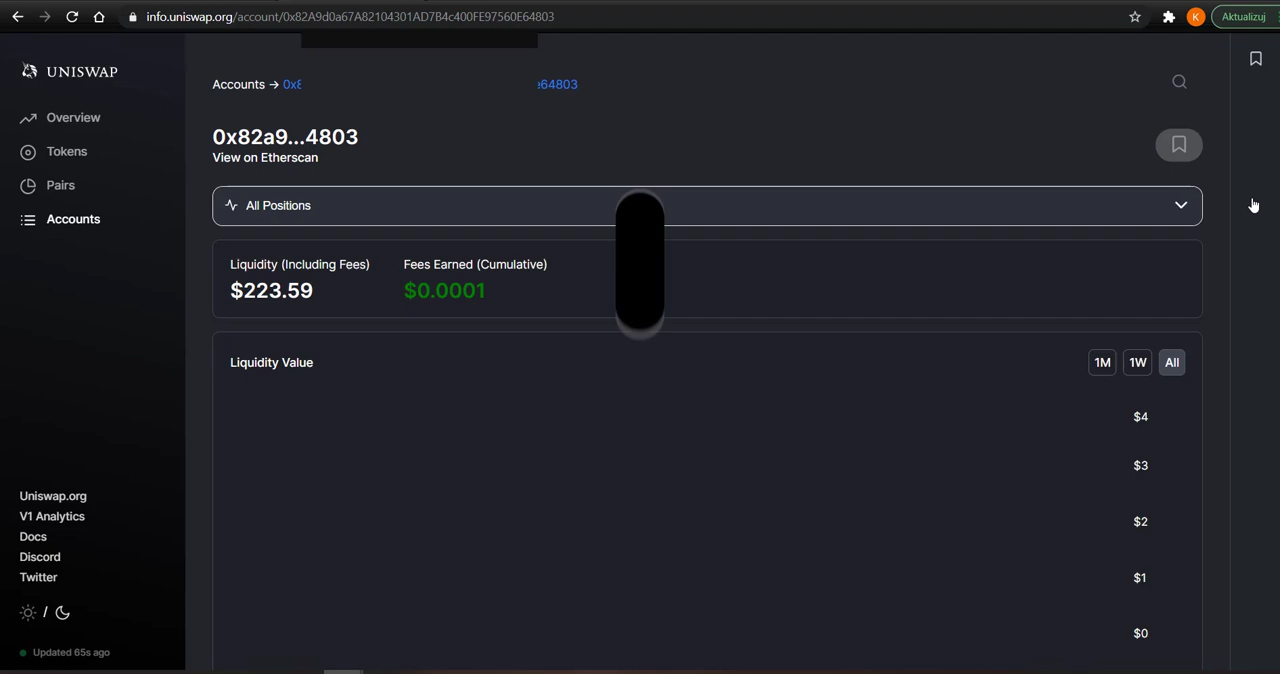 info.uniswap.org/account/0x82A9d0a67A82104301AD7B4c400FE97560E64803
K
Aktualizuj
UNISWAP
Accounts → 0x8
e64803
Overview
0x82a9...4803
Tokens
View on Etherscan
Pairs
All Positions
Accounts
Liquidity (Including Fees)
Fees Earned (Cumulative)
$223.59
$0.0001
Liquidity Value
1M
1W
All
$4
$3
$2
$1
$0
Uniswap.org
V1 Analytics
Docs
Discord
Twitter
/
Updated 65s ago